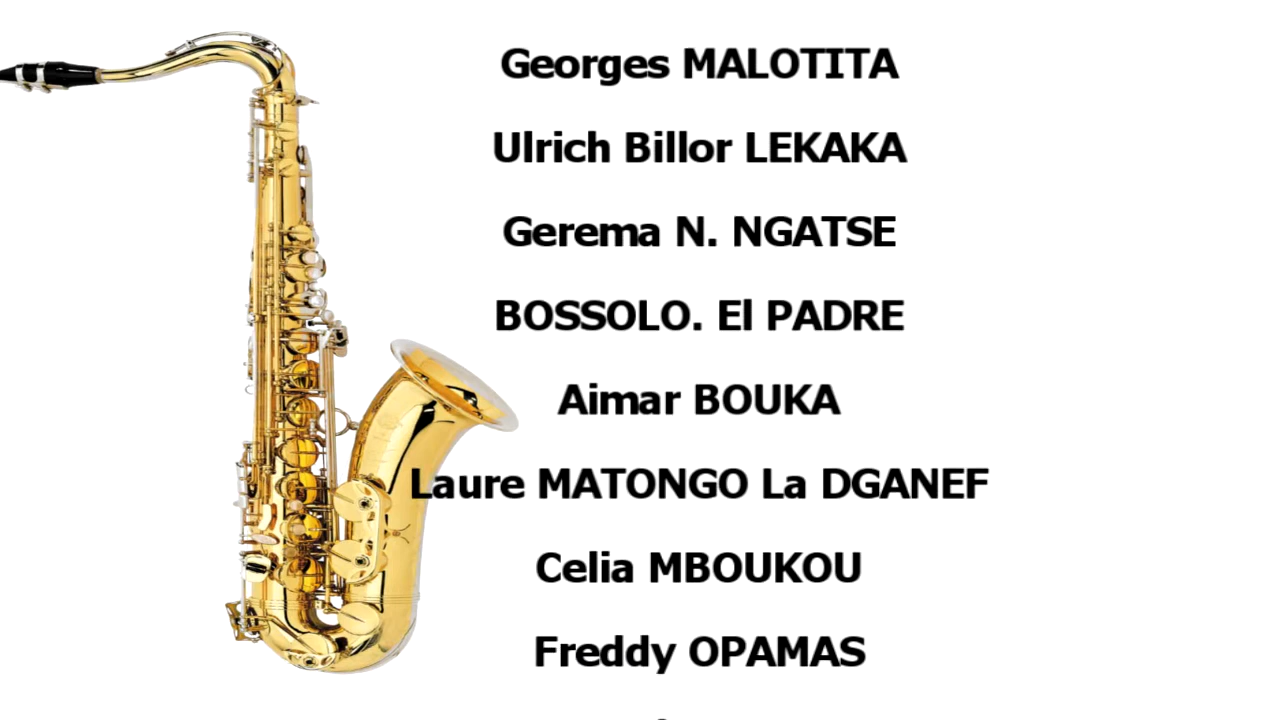 Georges MALOTITA
Ulrich Billor LEKAKA
Gerema N. NGATSE
BOSSOLO. El PADRE
Aimar BOUKA
Laure MATONGO La DGANEF
Celia MBOUKOU
Freddy OPAMAS